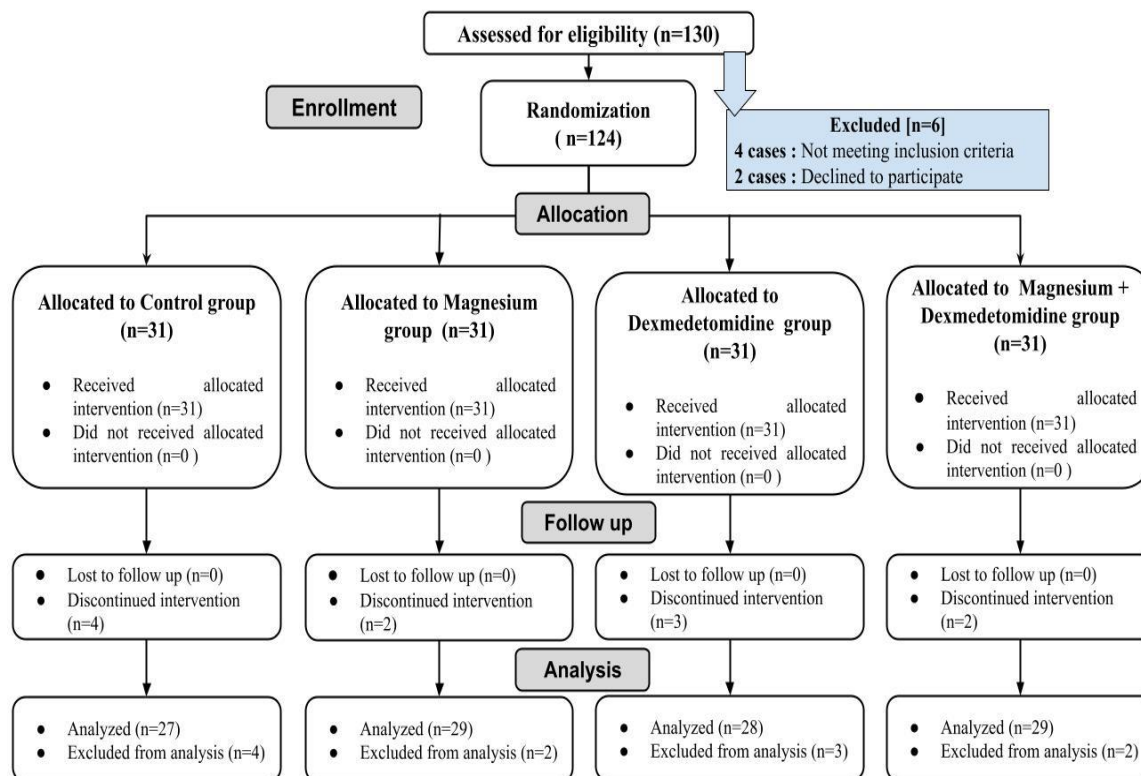 Assessed for eligibility (n=130)
Enrollment
Randomization
( n=124)
Excluded [n=6]
4 cases : Not meeting inclusion criteria
2 cases : Declined to participate
Allocation
Allocated to Control group
(n=31)
● Received allocated
intervention (n=31)
● Did not received allocated
intervention (n=0 )
Allocated to Magnesium
group (n=31)
● Received allocated
intervention (n=31)
● Did not received allocated
intervention (n=0 )
Allocated to
Dexmedetomidine group
(n=31)
● Received allocated
intervention (n=31)
● Did not received allocated
intervention (n=0 )
Allocated to Magnesium +
Dexmedetomidine group
(n=31)
● Received allocated
intervention (n=31)
● Did not received allocated
intervention (n=0 )
Follow up
● Lost to follow up (n=0)
● Discontinued intervention
(n=4)
● Lost to follow up (n=0)
● Discontinued intervention
(n=2)
● Lost to follow up (n=0)
● Discontinued intervention
(n=3)
● Lost to follow up (n=0)
● Discontinued intervention
(n=2)
Analysis
● Analyzed (n=27)
● Excluded from analysis (n=4)
● Analyzed (n=29)
● Excluded from analysis (n=2)
● Analyzed (n=28)
● Excluded from analysis (n=3)
● Analyzed (n=29)
● Excluded from analysis (n=2)